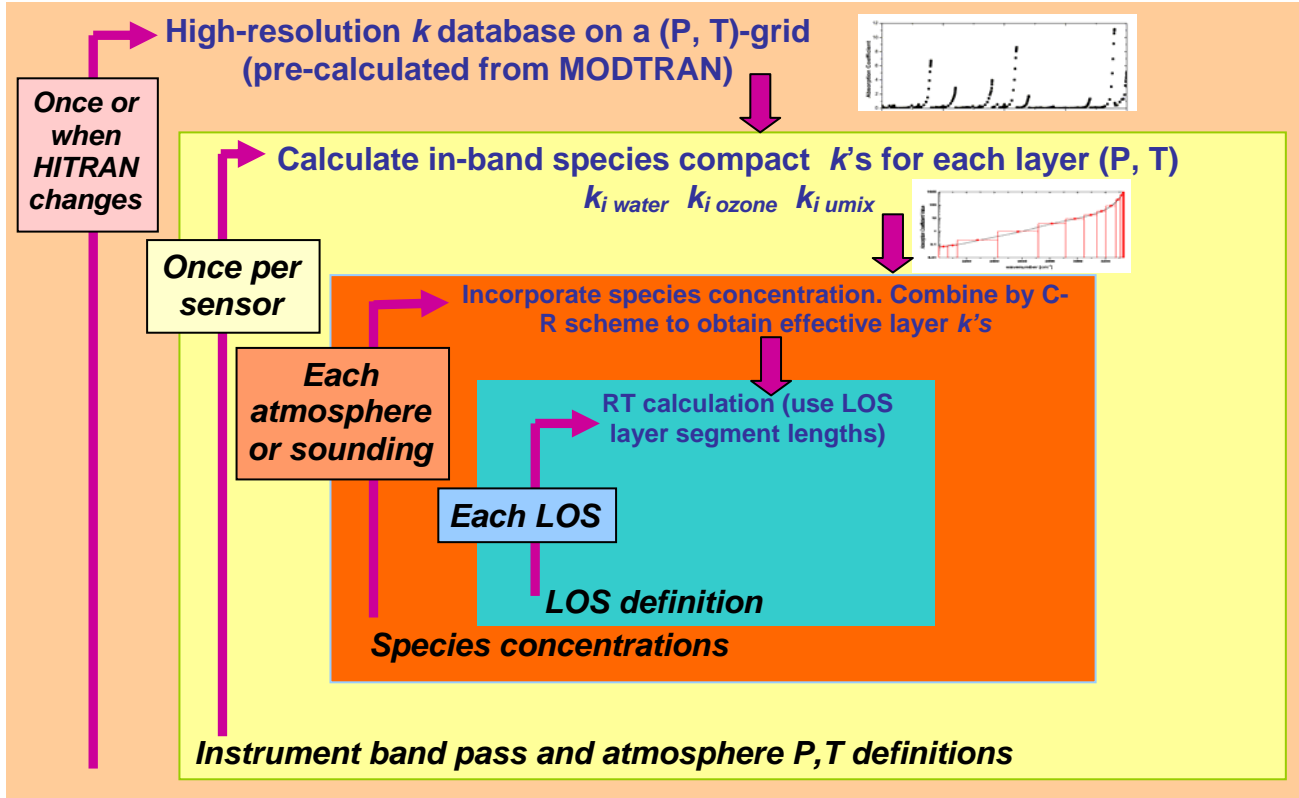 High-resolution k database on a (P, T)-grid
(pre-calculated from MODTRAN)
Absorption Coefficient
Once or
when
HITRAN
changes
Calculate in-band species compact k's for each layer (P, T)
k i water k i ozone k i umix
Once per
sensor
Incorporate species concentration. Combine by C-
R scheme to obtain effective layer k's
Each
atmosphere
or sounding
RT calculation (use LOS
layer segment lengths)
Each LOS
LOS definition
Species concentrations
Instrument band pass and atmosphere P,T definitions